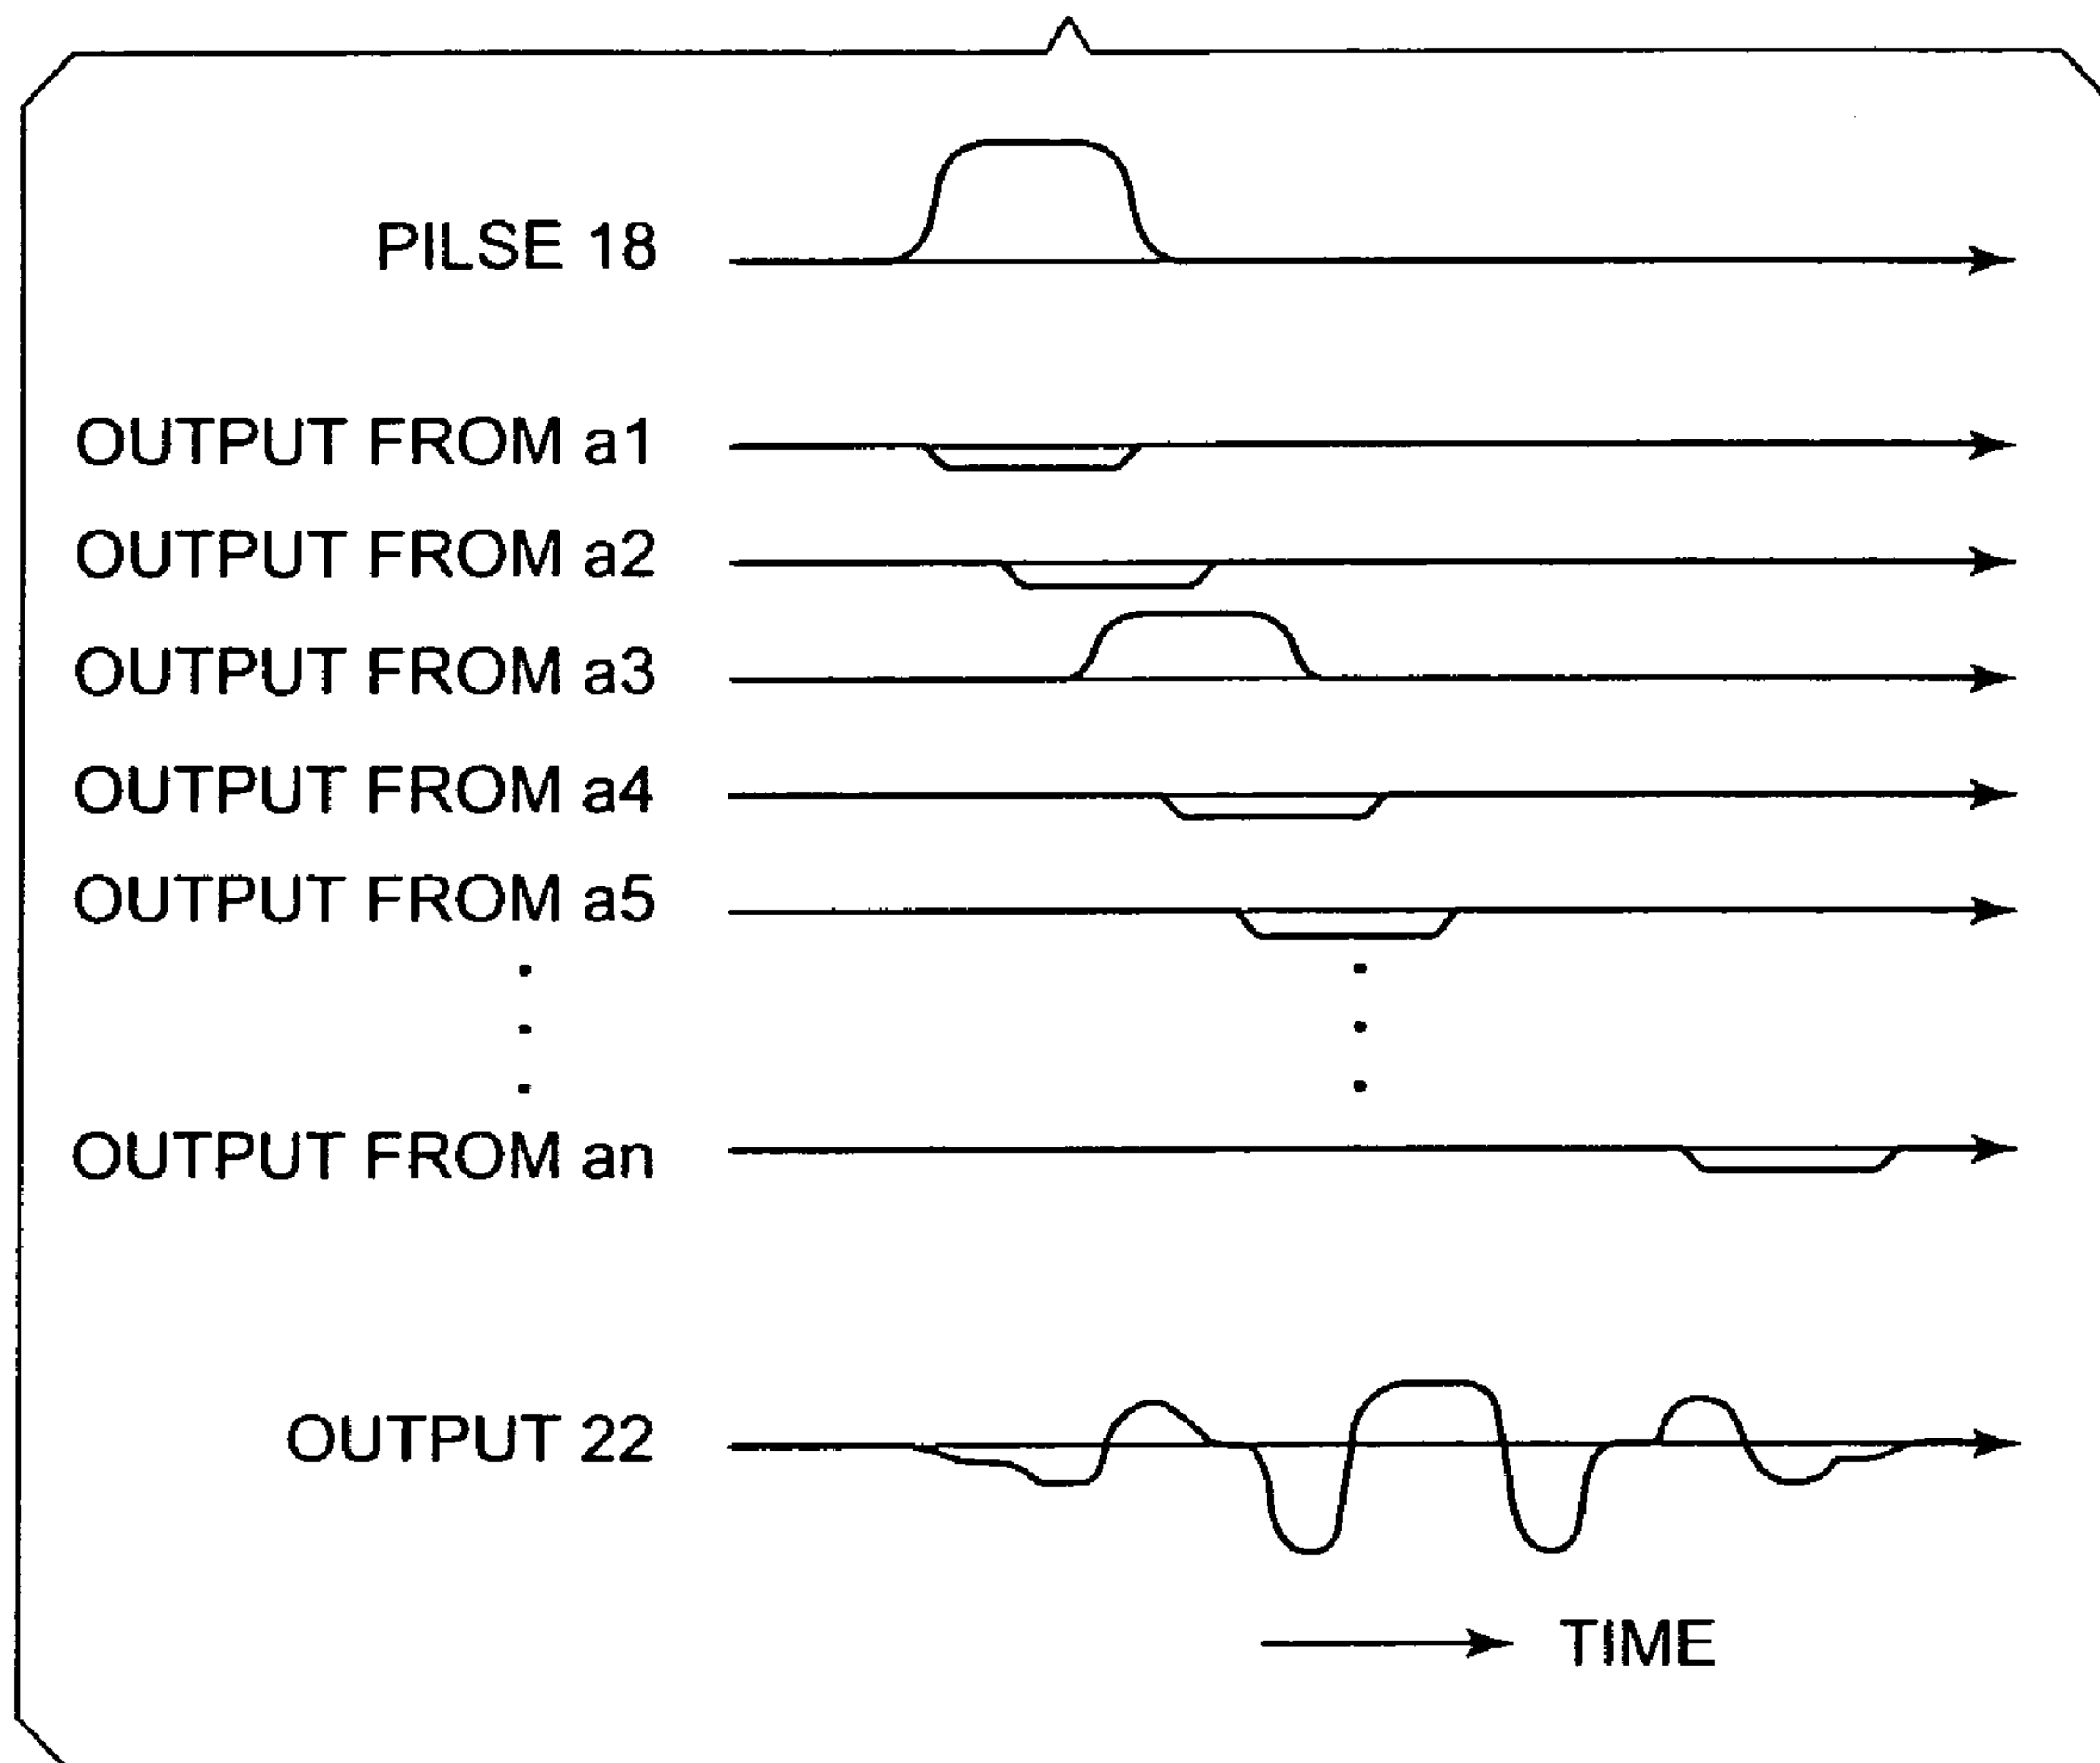 PILSE 18
OUTPUT FROM a1
OUTPUT FROM a2
OUTPUT FROM a3
OUTPUT FROM a4
OUTPUT FROM a5
OUTPUT FROM an
OUTPUT 22
TIME